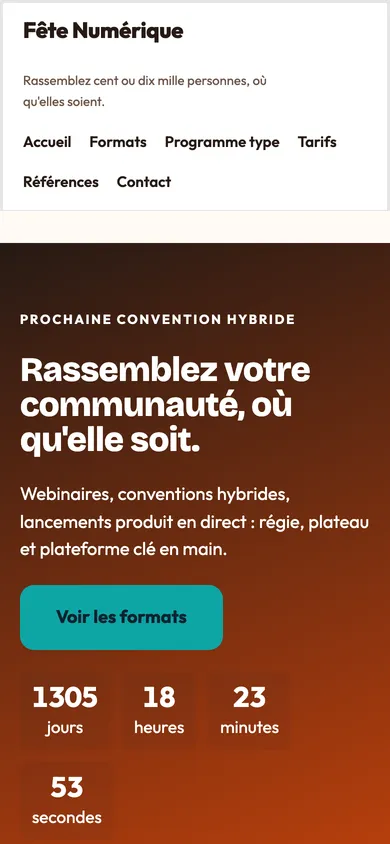 Fête Numérique
Rassemblez cent ou dix mille personnes, où
qu'elles soient.
Accueil Formats Programme type Tarifs
Références Contact
PROCHAINE CONVENTION HYBRIDE
Rassemblez votre
communauté, où
qu'elle soit.
Webinaires, conventions hybrides,
lancements produit en direct : régie, plateau
et plateforme clé en main.
Voir les formats
1305 18 23
jours heures minutes
53
secondes